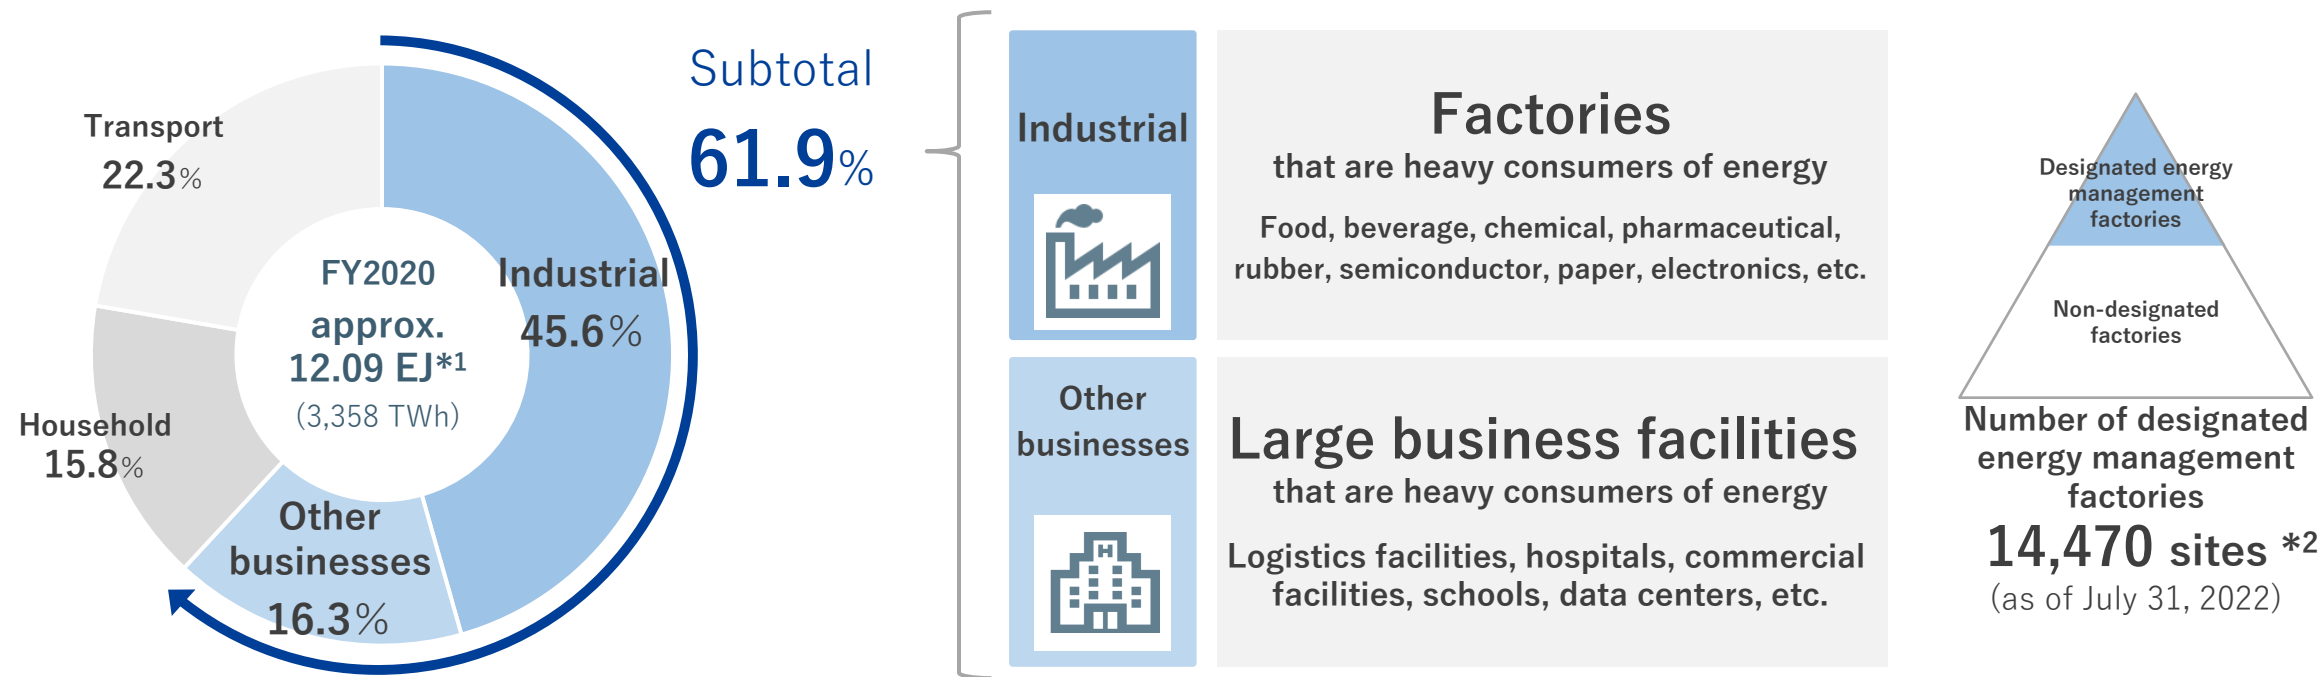 Transport
22.3%
Household
15.8%
FY2020
approx.
12.09 EJ*1
(3,358 TWh)
Industrial
45.6%
Other
businesses
16.3%
Subtotal
61.9%
Industrial
Factories
that are heavy consumers of energy
Food, beverage, chemical, pharmaceutical,
rubber, semiconductor, paper, electronics, etc.
Other
businesses
H
Large business facilities
that are heavy consumers of energy
Logistics facilities, hospitals, commercial
facilities, schools, data centers, etc.
Designated energy
management
factories
Non-designated
factories
Number of designated
energy management
factories
14,470 sites *2
(as of July 31, 2022)